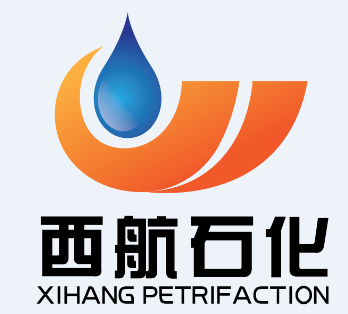 西航石化
XIHANG PETRIFACTION